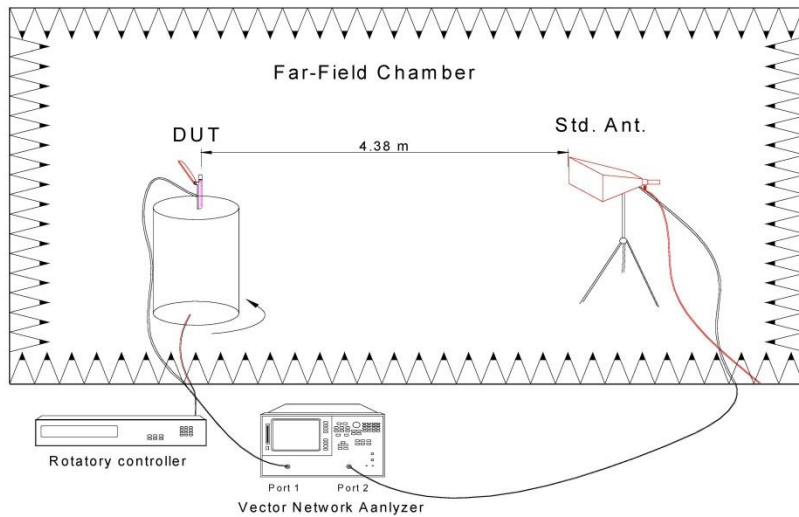 Far-Field Chamber
DUT
Std. Ant.
4.38 m
Rotatory controller
Port 1
Port 2
Vector Network Aanlyzer